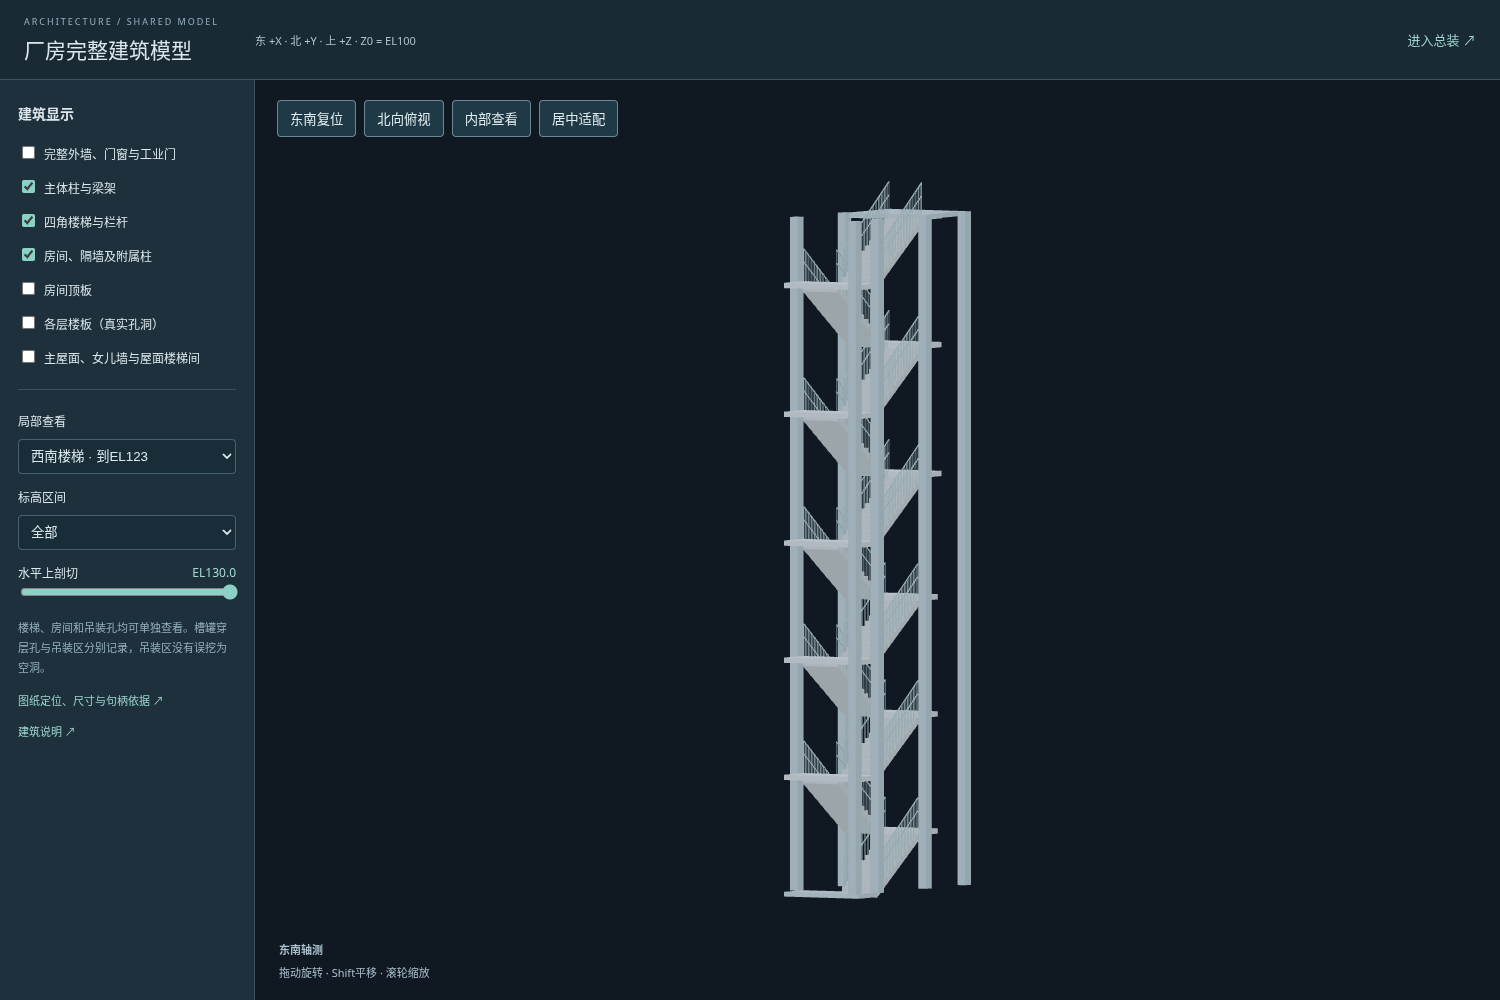 ARCHITECTURE / SHARED MODEL
厂房完整建筑模型
东 +X · 北 +Y · 上 +Z · Z0 = EL100
进入总装 ↗
建筑显示
完整外墙、门窗与工业门
主体柱与梁架
四角楼梯与栏杆
房间、隔墙及附属柱
房间顶板
各层楼板（真实孔洞）
主屋面、女儿墙与屋面楼梯间
局部查看
西南楼梯 · 到EL123
标高区间
全部
水平上剖切 EL130.0
楼梯、房间和吊装孔均可单独查看。槽罐穿
层孔与吊装区分别记录，吊装区没有误挖为
空洞。
图纸定位、尺寸与句柄依据 ↗
建筑说明 ↗
东南复位
北向俯视
内部查看
居中适配
东南轴测
拖动旋转 · Shift平移 · 滚轮缩放